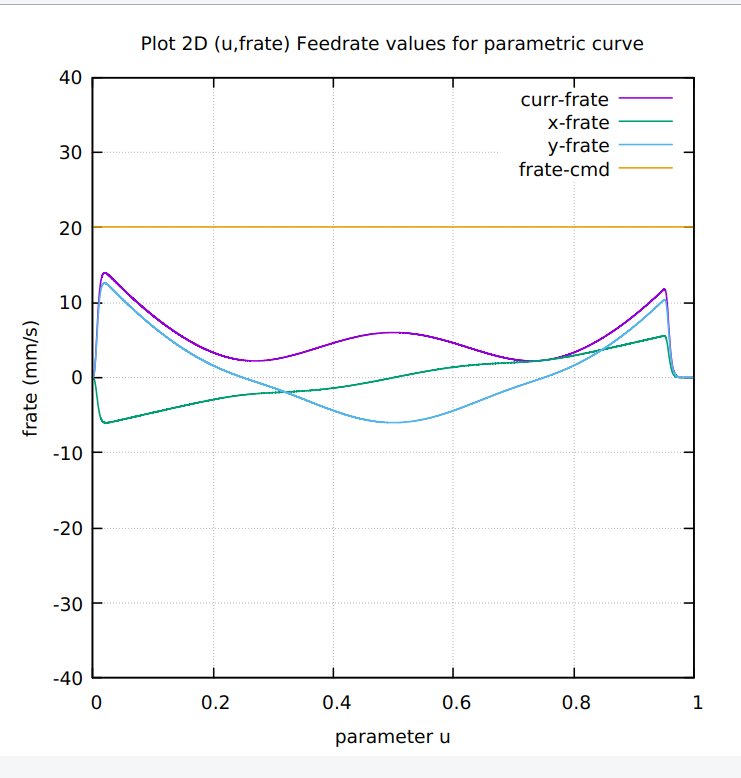 Plot 2D (u,frate) Feedrate values for parametric curve
40
30
20
10
0
-10
-20
-30
-40
frate (mm/s)
curr-frate
x-frate
y-frate
frate-cmd
0 0.2 0.4 0.6 0.8 1
parameter u